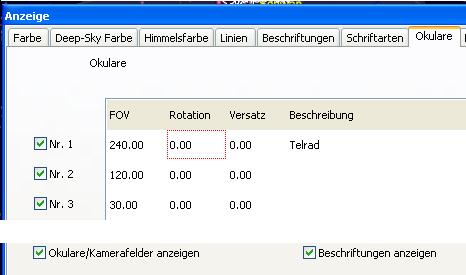 Anzeige
Farbe Deep-Sky Farbe Himmelsfarbe Linien Beschriftungen Schriftarten Okulare
Okulare
FOV Rotation Versatz Beschreibung
Nr. 1 240.00 0.00 0.00 Telrad
Nr. 2 120.00 0.00 0.00
Nr. 3 30.00 0.00 0.00
Okulare/Kamerafelder anzeigen Beschriftungen anzeigen